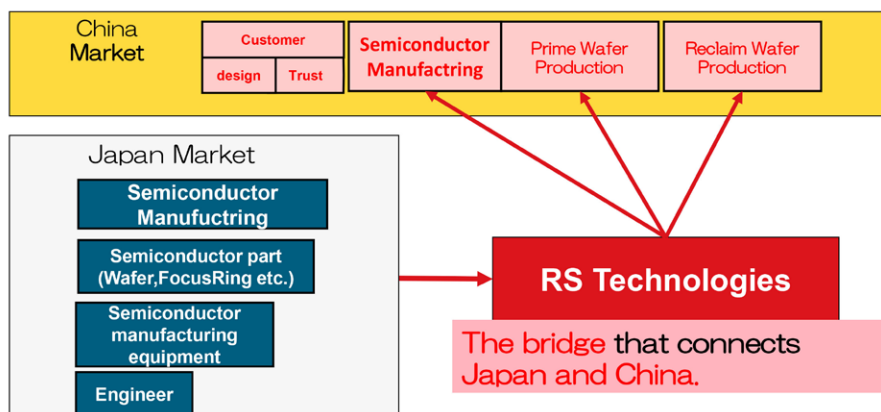 China
Market
Customer
design
Trust
Semiconductor
Manufactring
Prime Wafer
Production
Reclaim Wafer
Production
Japan Market
Semiconductor
Manufuctring
Semiconductor part
(Wafer,FocusRing etc.)
Semiconductor
manufacturing
equipment
Engineer
RS Technologies
The bridge that connects
Japan and China.